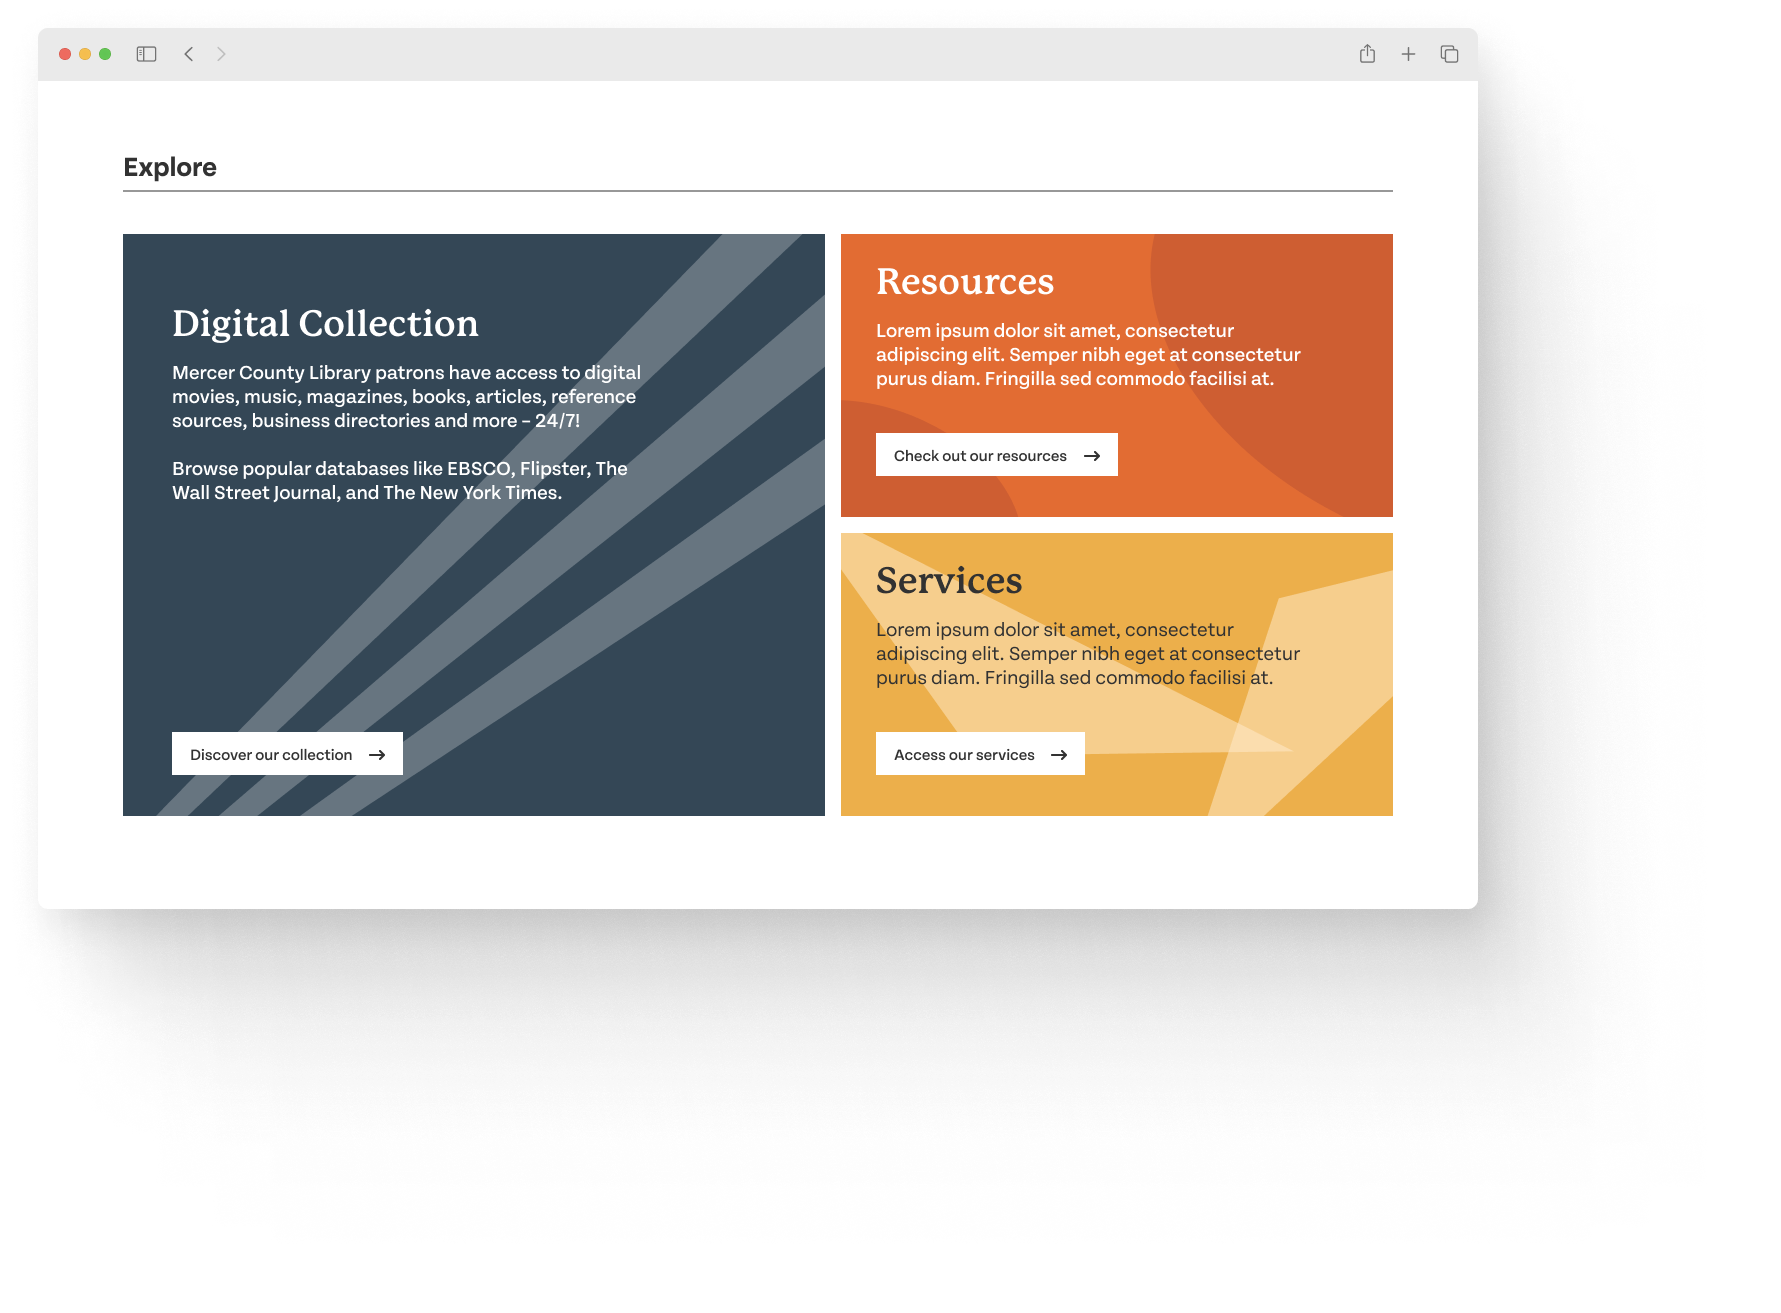 Explore
Digital Collection
Mercer County Library patrons have access to digital
movies, music, magazines, books, articles, reference
sources, business directories and more – 24/7!
Browse popular databases like EBSCO, Flipster, The
Wall Street Journal, and The New York Times.
Discover our collection
Resources
Lorem ipsum dolor sit amet, consectetur
adipiscing elit. Semper nibh eget at consectetur
purus diam. Fringilla sed commodo facilisi at.
Check out our resources
Services
Lorem ipsum dolor sit amet, consectetur
adipiscing elit. Semper nibh eget at consectetur
purus diam. Fringilla sed commodo facilisi at.
Access our services